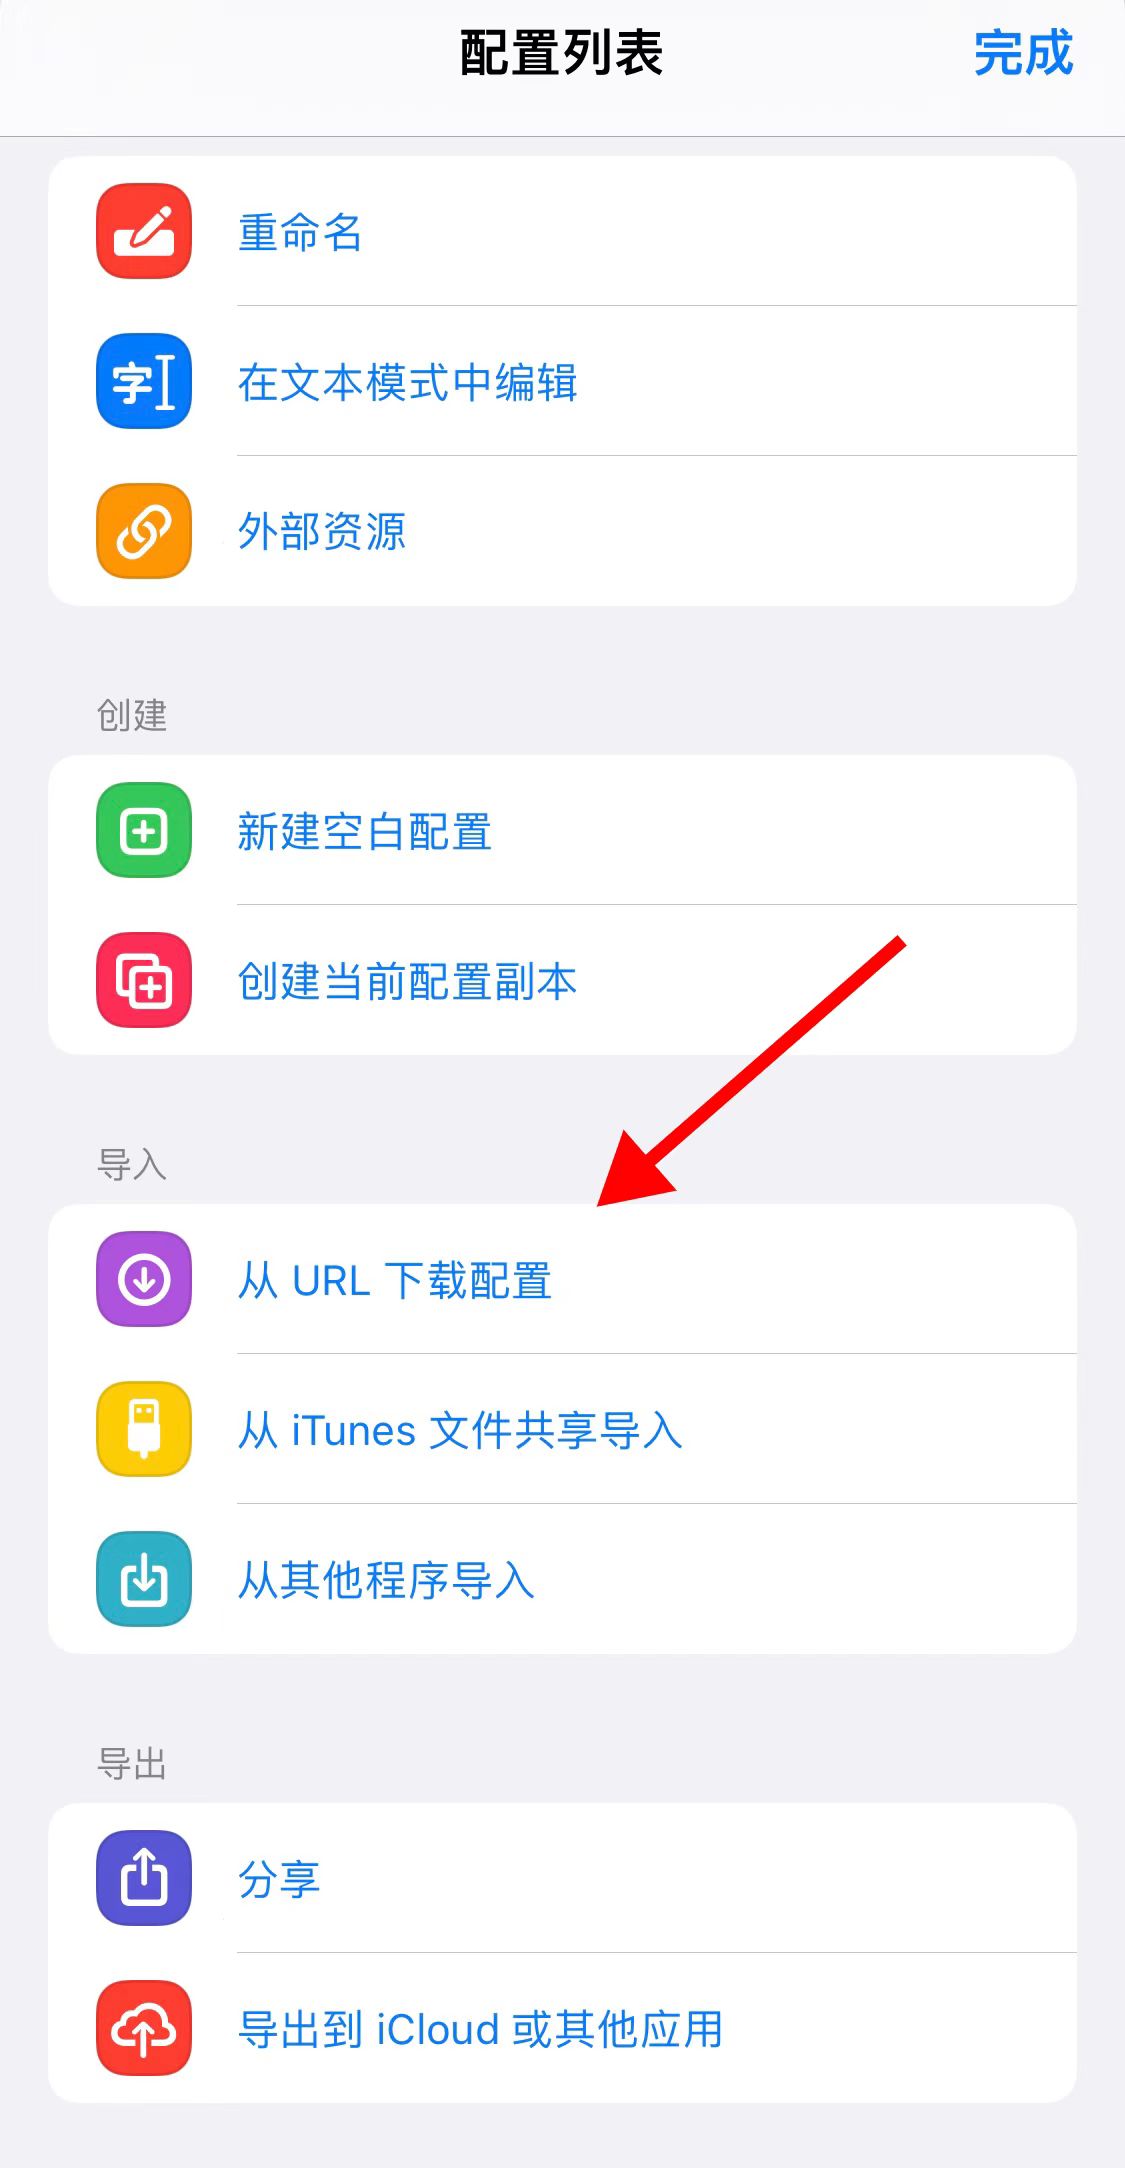 配置列表
完成
重命名
字
在文本模式中编辑
外部资源
创建
新建空白配置
创建当前配置副本
导入
从 URL 下载配置
从 iTunes 文件共享导入
从其他程序导入
导出
分享
导出到 iCloud 或其他应用